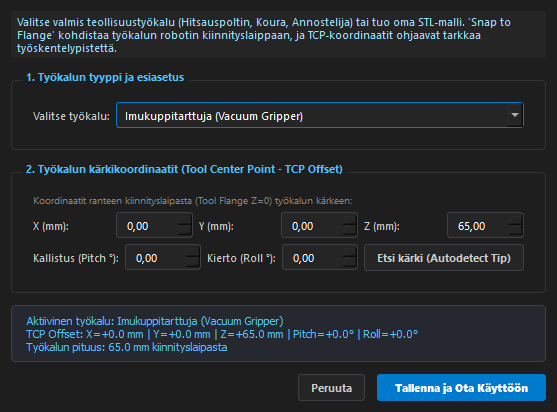 Valitse valmis teollisuustyökalu (Hitsauspoltin, Koura, Annostelija) tai tuo oma STL-malli. 'Snap to
Flange' kohdistaa työkalun robotin kiinnityslaippaan, ja TCP-koordinaatit ohjaavat tarkkaa
työskentelypistettä.
1. Työkalun tyyppi ja esiasetus
Valitse työkalu: Imukuppitarttuja (Vacuum Gripper)
2. Työkalun kärkikoordinaatit (Tool Center Point - TCP Offset)
Koordinaatit ranteen kiinnityslaipasta (Tool Flange Z=0) työkalun kärkeen:
X (mm): 0,00 Y (mm): 0,00 Z (mm): 65,00
Kallistus (Pitch °): 0,00 Kierto (Roll °): 0,00 Etsi kärki (Autodetect Tip)
Aktiivinen työkalu: Imukuppitarttuja (Vacuum Gripper)
TCP Offset: X=+0.0 mm | Y=+0.0 mm | Z=+65.0 mm | Pitch=+0.0° | Roll=+0.0°
Työkalun pituus: 65.0 mm kiinnityslaipasta
Peruuta Tallenna ja Ota Käyttöön